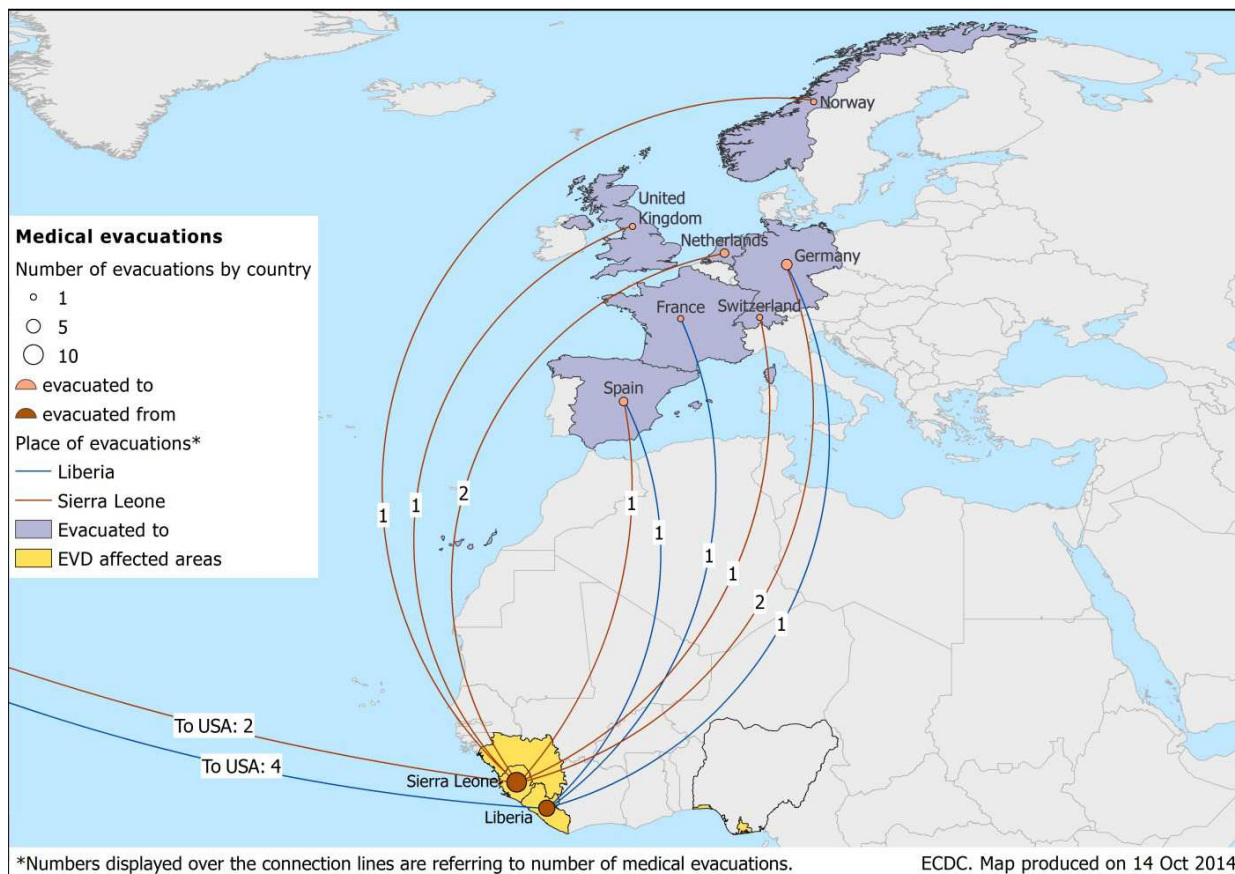 Norway
United
Kingdom
Netherlands
Germany
France
Switzerland
Spain
Medical evacuations
Number of evacuations by country
1
5
10
evacuated to
evacuated from
Place of evacuations*
Liberia
Sierra Leone
Evacuated to
EVD affected areas
1
1
2
1
1
1
1
2
1
To USA: 2
To USA: 4
Sierra Leone
Liberia
*Numbers displayed over the connection lines are referring to number of medical evacuations.
ECDC. Map produced on 14 Oct 2014